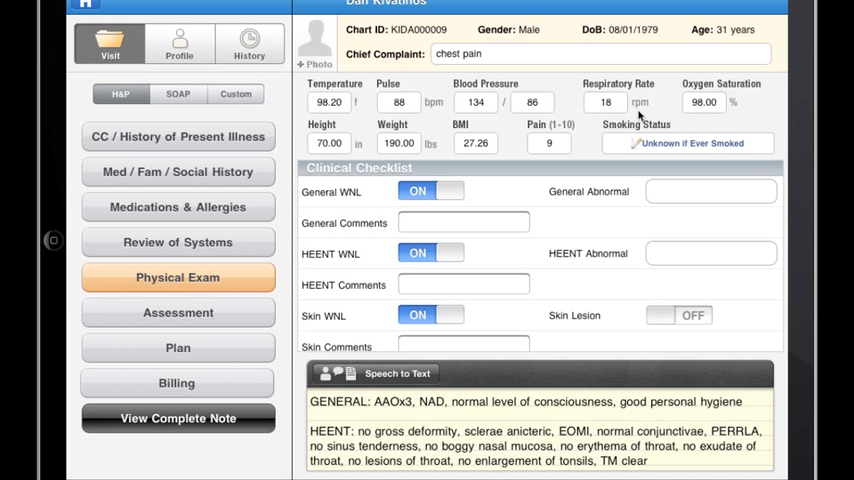 Dan Kivatinos
Visit
Profile
History
H&P
SOAP
Custom
CC / History of Present Illness
Med / Fam / Social History
Medications & Allergies
Review of Systems
Physical Exam
Assessment
Plan
Billing
View Complete Note
+ Photo
Chart ID: KIDA000009 Gender: Male DoB: 08/01/1979 Age: 31 years
Chief Complaint: chest pain
Temperature Pulse Blood Pressure Respiratory Rate Oxygen Saturation
98.20 f 88 bpm 134 / 86 18 rpm 98.00 %
Height Weight BMI Pain (1-10) Smoking Status
70.00 in 190.00 lbs 27.26 9 Unknown if Ever Smoked
Clinical Checklist
General WNL ON General Abnormal
General Comments
HEENT WNL ON HEENT Abnormal
HEENT Comments
Skin WNL ON Skin Lesion OFF
Skin Comments
Speech to Text
GENERAL: AAOx3, NAD, normal level of consciousness, good personal hygiene
HEENT: no gross deformity, sclerae anicteric, EOMI, normal conjunctivae, PERRLA,
no sinus tenderness, no boggy nasal mucosa, no erythema of throat, no exudate of
throat, no lesions of throat, no enlargement of tonsils, TM clear